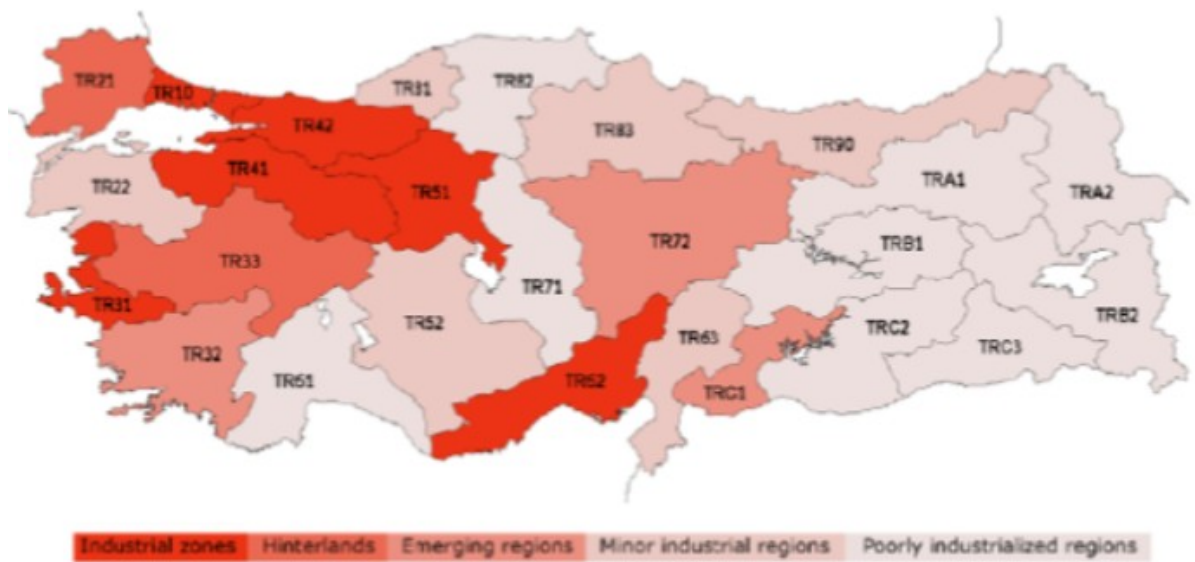 TR21
TR10
TR81
TR82
TR42
TR83
TR90
TR41
TR22
TR51
TRA1
TRA2
TR72
TRB1
TR33
TR71
TR31
TR52
TRC2
TRB2
TR63
TRC3
TR32
TR61
TR62
TRC1
Industrial zones Hinterlands Emerging regions Minor industrial regions Poorly industrialized regions